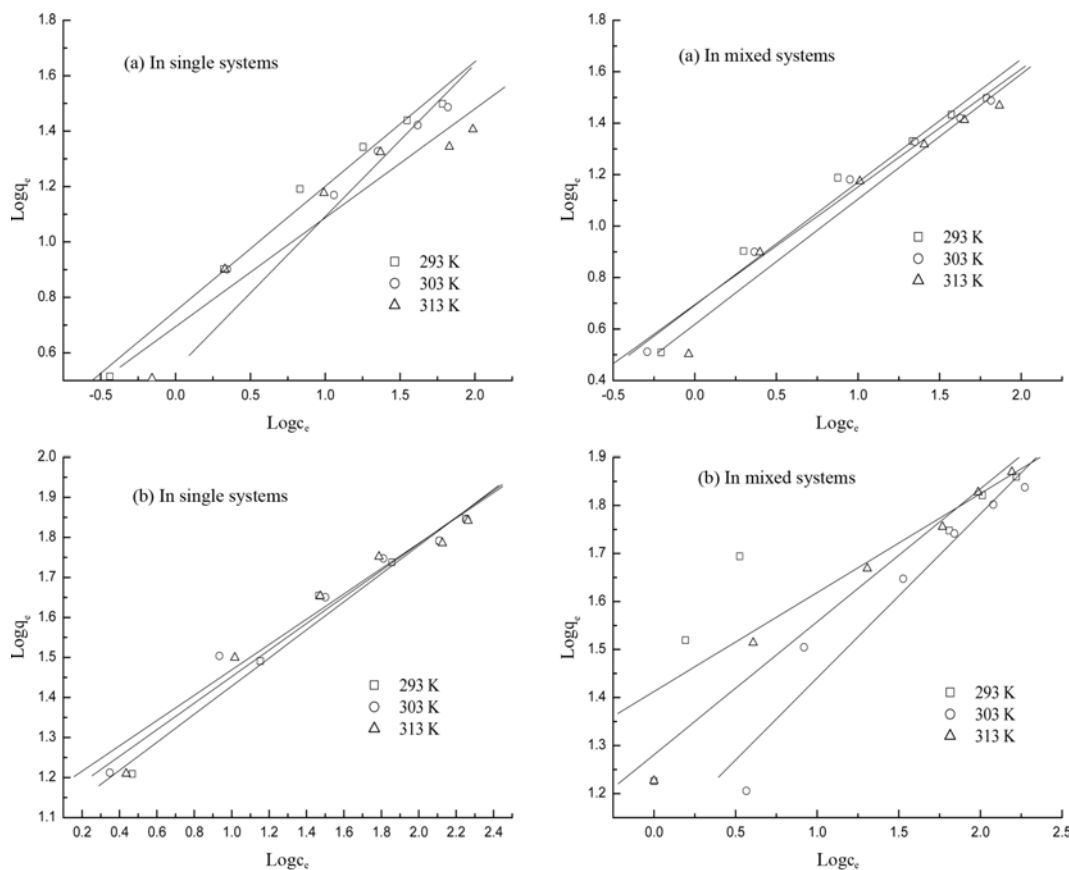 1.8
1.6
1.4
1.2
1.0
0.8
0.6
Logqₑ
(a) In single systems
293 K
303 K
313 K
-0.5 0.0 0.5 1.0 1.5 2.0
Logcₑ
1.8
1.6
1.4
1.2
1.0
0.8
0.6
0.4
Logqₑ
(a) In mixed systems
293 K
303 K
313 K
-0.5 0.0 0.5 1.0 1.5 2.0
Logcₑ
2.0
1.9
1.8
1.7
1.6
1.5
1.4
1.3
1.2
1.1
Logqₑ
(b) In single systems
293 K
303 K
313 K
0.2 0.4 0.6 0.8 1.0 1.2 1.4 1.6 1.8 2.0 2.2 2.4 2.6
Logcₑ
1.9
1.8
1.7
1.9
1.5
1.4
1.3
1.2
Logqₑ
(b) In mixed systems
293 K
303 K
313 K
0.0 0.5 1.0 1.5 2.0 2.5
Logcₑ